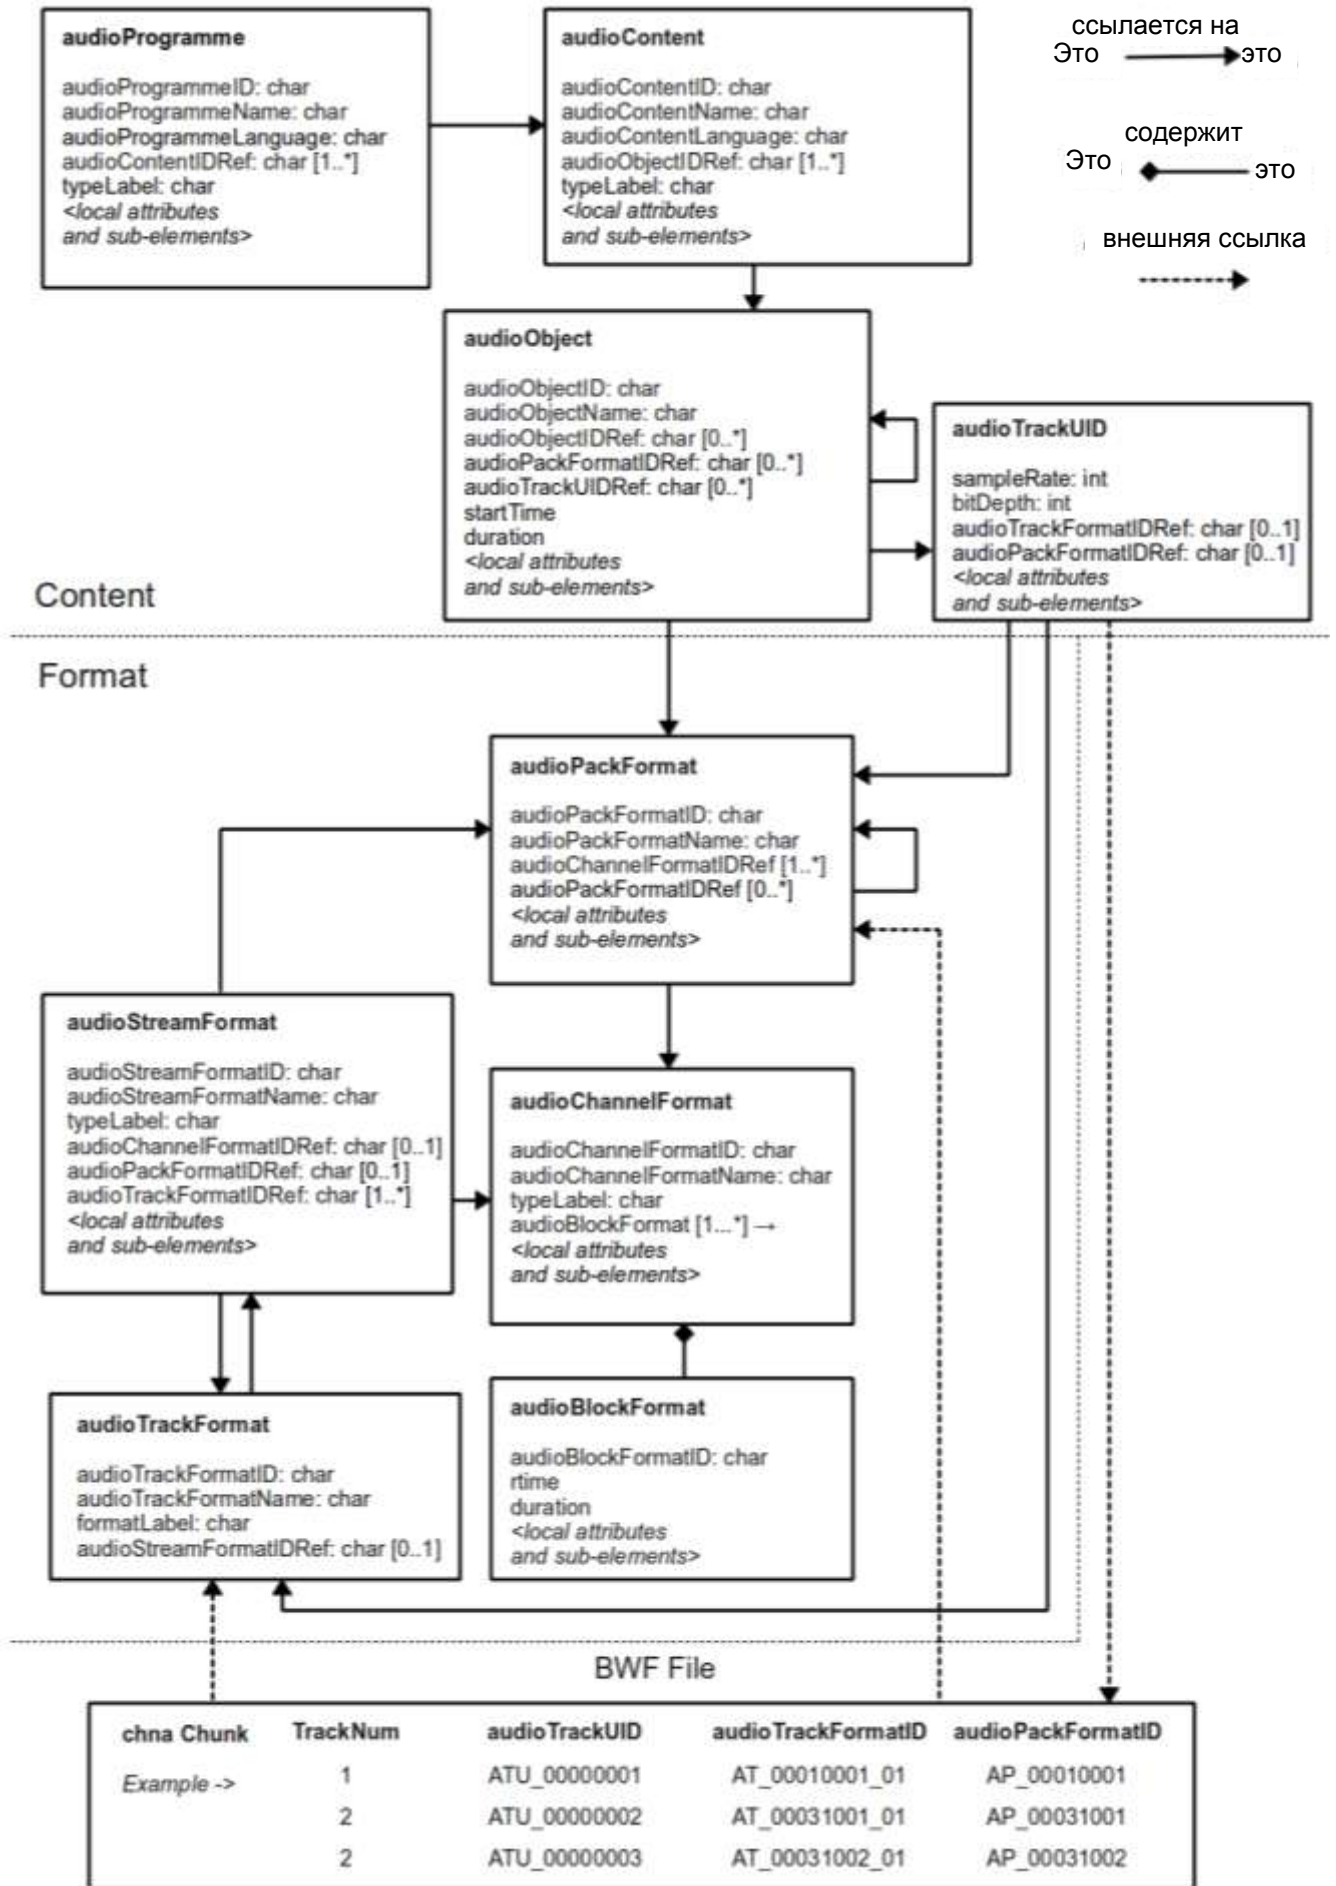 audioProgramme
audioProgrammeID: char
audioProgrammeName: char
audioProgrammeLanguage: char
audioContentIDRef: char [1..*]
typeLabel: char
<local attributes
and sub-elements>
audioContent
audioContentID: char
audioContentName: char
audioContentLanguage: char
audioObjectIDRef: char [1..*]
typeLabel: char
<local attributes
and sub-elements>
ссылается на
Это это
содержит
Это это
внешняя ссылка
audioObject
audioObjectID: char
audioObjectName: char
audioObjectIDRef: char [0..*]
audioPackFormatIDRef: char [0..*]
audioTrackUIDRef: char [0..*]
startTime
duration
<local attributes
and sub-elements>
audioTrackUID
sampleRate: int
bitDepth: int
audioTrackFormatIDRef: char [0..1]
audioPackFormatIDRef: char [0..1]
<local attributes
and sub-elements>
Content
Format
audioPackFormat
audioPackFormatID: char
audioPackFormatName: char
audioChannelFormatIDRef [1..*]
audioPackFormatIDRef [0..*]
<local attributes
and sub-elements>
audioStreamFormat
audioStreamFormatID: char
audioStreamFormatName: char
typeLabel: char
audioChannelFormatIDRef: char [0..1]
audioPackFormatIDRef: char [0..1]
audioTrackFormatIDRef: char [1..*]
<local attributes
and sub-elements>
audioChannelFormat
audioChannelFormatID: char
audioChannelFormatName: char
typeLabel: char
audioBlockFormat [1...*] →
<local attributes
and sub-elements>
audioTrackFormat
audioTrackFormatID: char
audioTrackFormatName: char
formatLabel: char
audioStreamFormatIDRef: char [0..1]
audioBlockFormat
audioBlockFormatID: char
rtime
duration
<local attributes
and sub-elements>
BWF File
chna Chunk TrackNum audioTrackUID audioTrackFormatID audioPackFormatID
Example -> 1 ATU_00000001 AT_00010001_01 AP_00010001
2 ATU_00000002 AT_00031001_01 AP_00031001
2 ATU_00000003 AT_00031002_01 AP_00031002